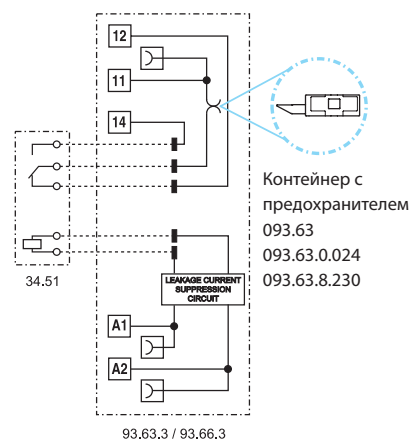 12
11
14
34.51
Контейнер с
предохранителем
093.63
093.63.0.024
093.63.8.230
LEAKAGE CURRENT
SUPPRESSION
CIRCUIT
A1
A2
93.63.3 / 93.66.3